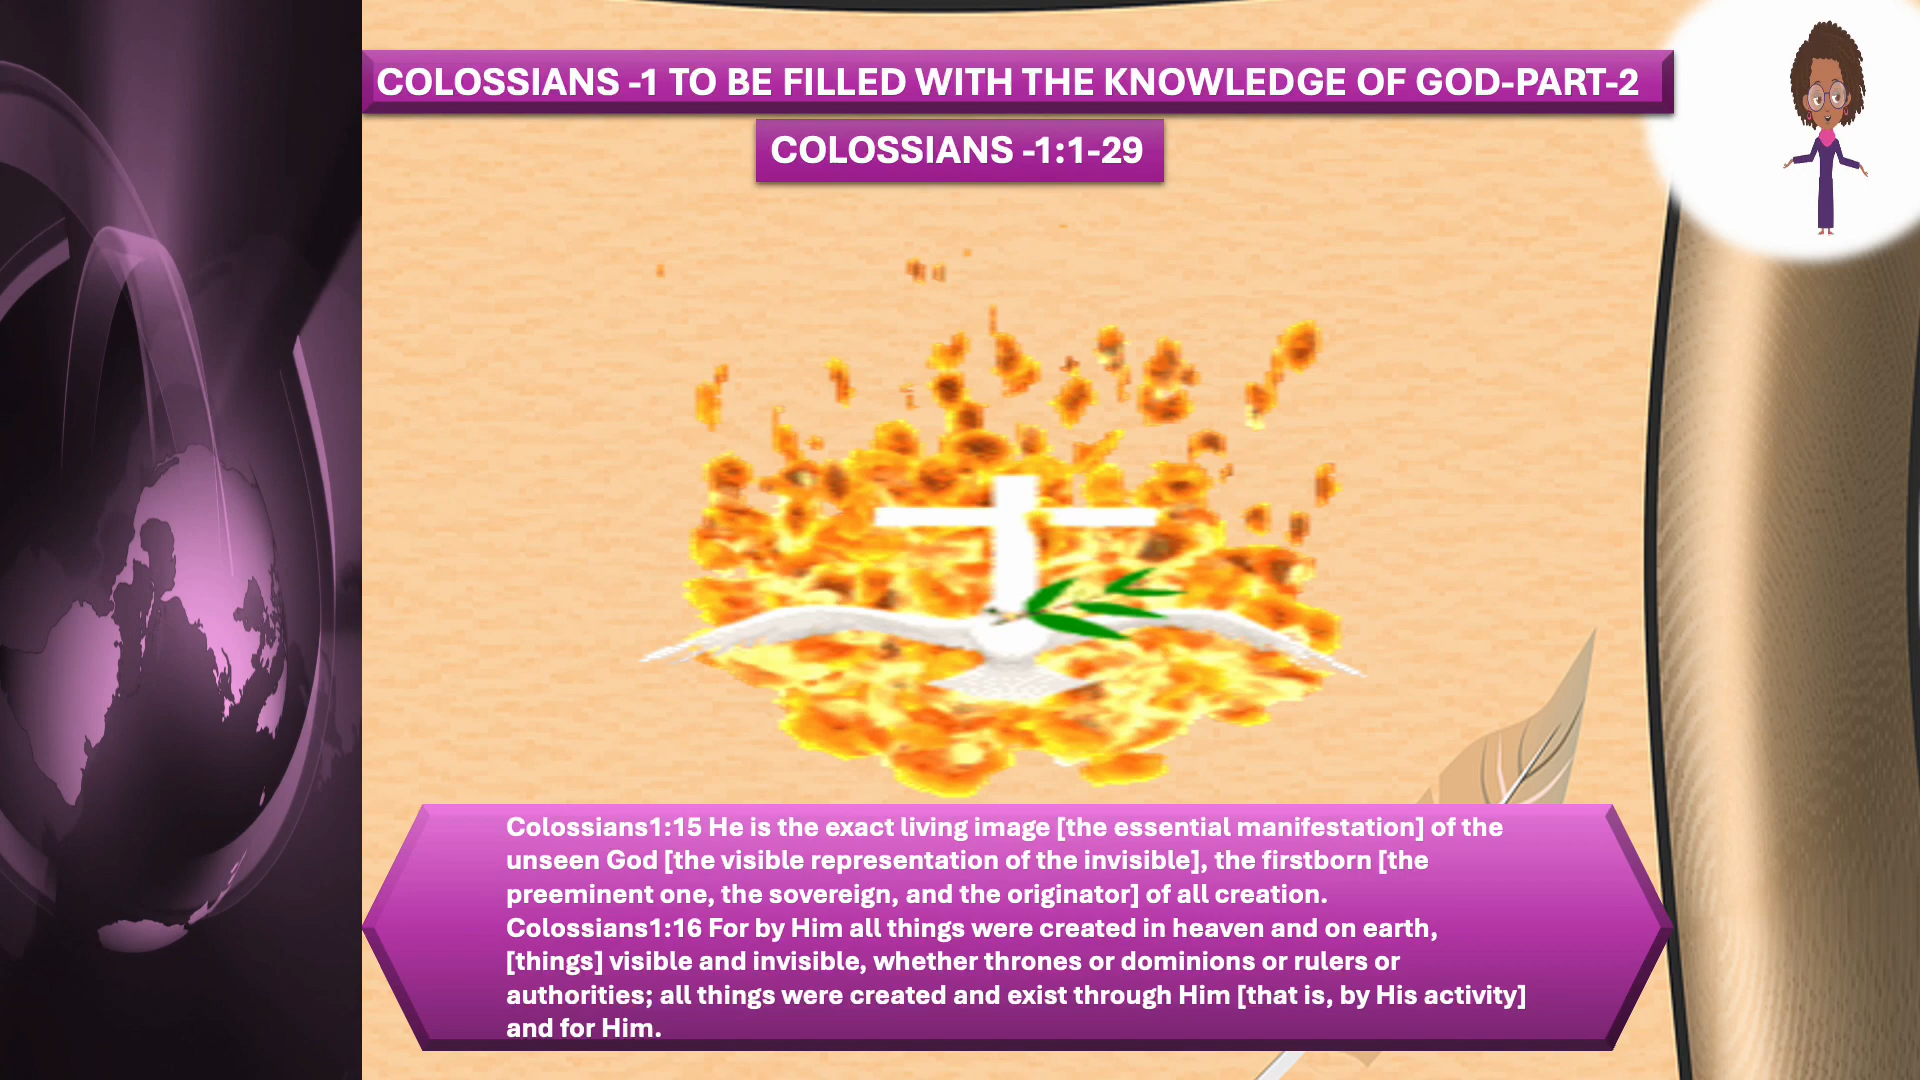 COLOSSIANS -1 TO BE FILLED WITH THE KNOWLEDGE OF GOD-PART-2
COLOSSIANS -1:1-29
Colossians1:15 He is the exact living image [the essential manifestation] of the
unseen God [the visible representation of the invisible], the firstborn [the
preeminent one, the sovereign, and the originator] of all creation.
Colossians1:16 For by Him all things were created in heaven and on earth,
[things] visible and invisible, whether thrones or dominions or rulers or
authorities; all things were created and exist through Him [that is, by His activity]
and for Him.